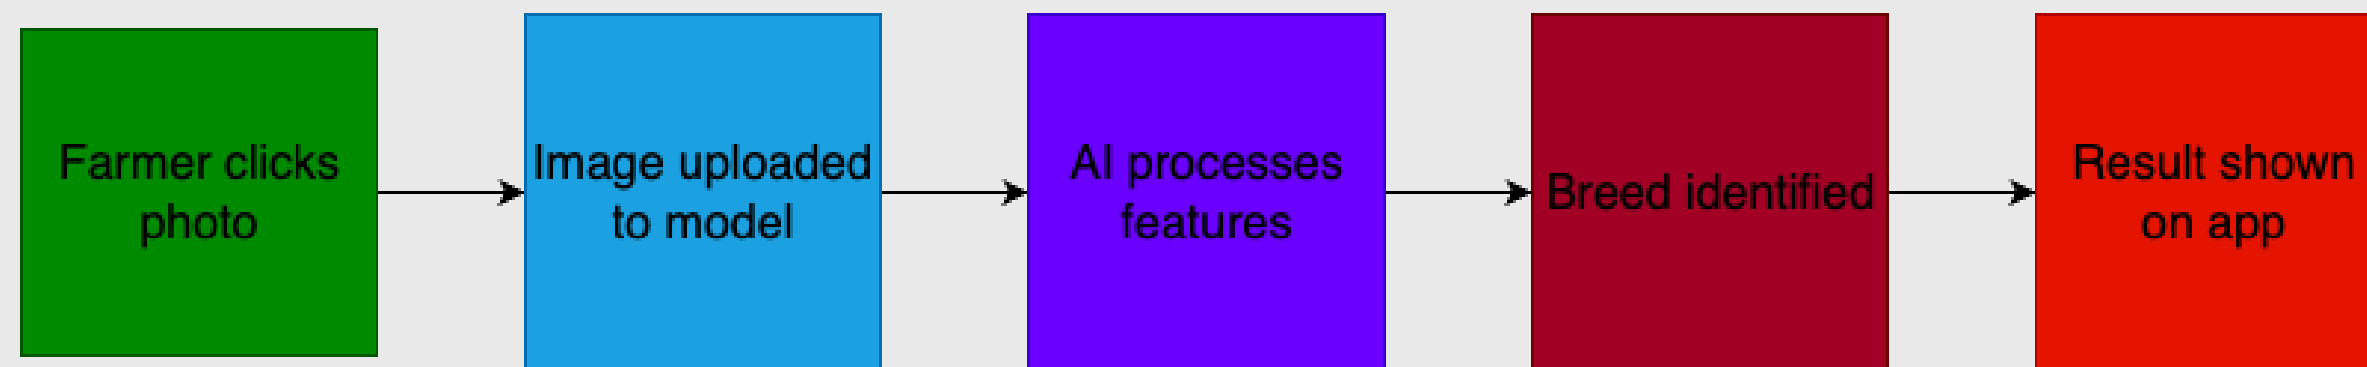 Farmer clicks
photo
Image uploaded
to model
AI processes
features
Breed identified
Result shown
on app